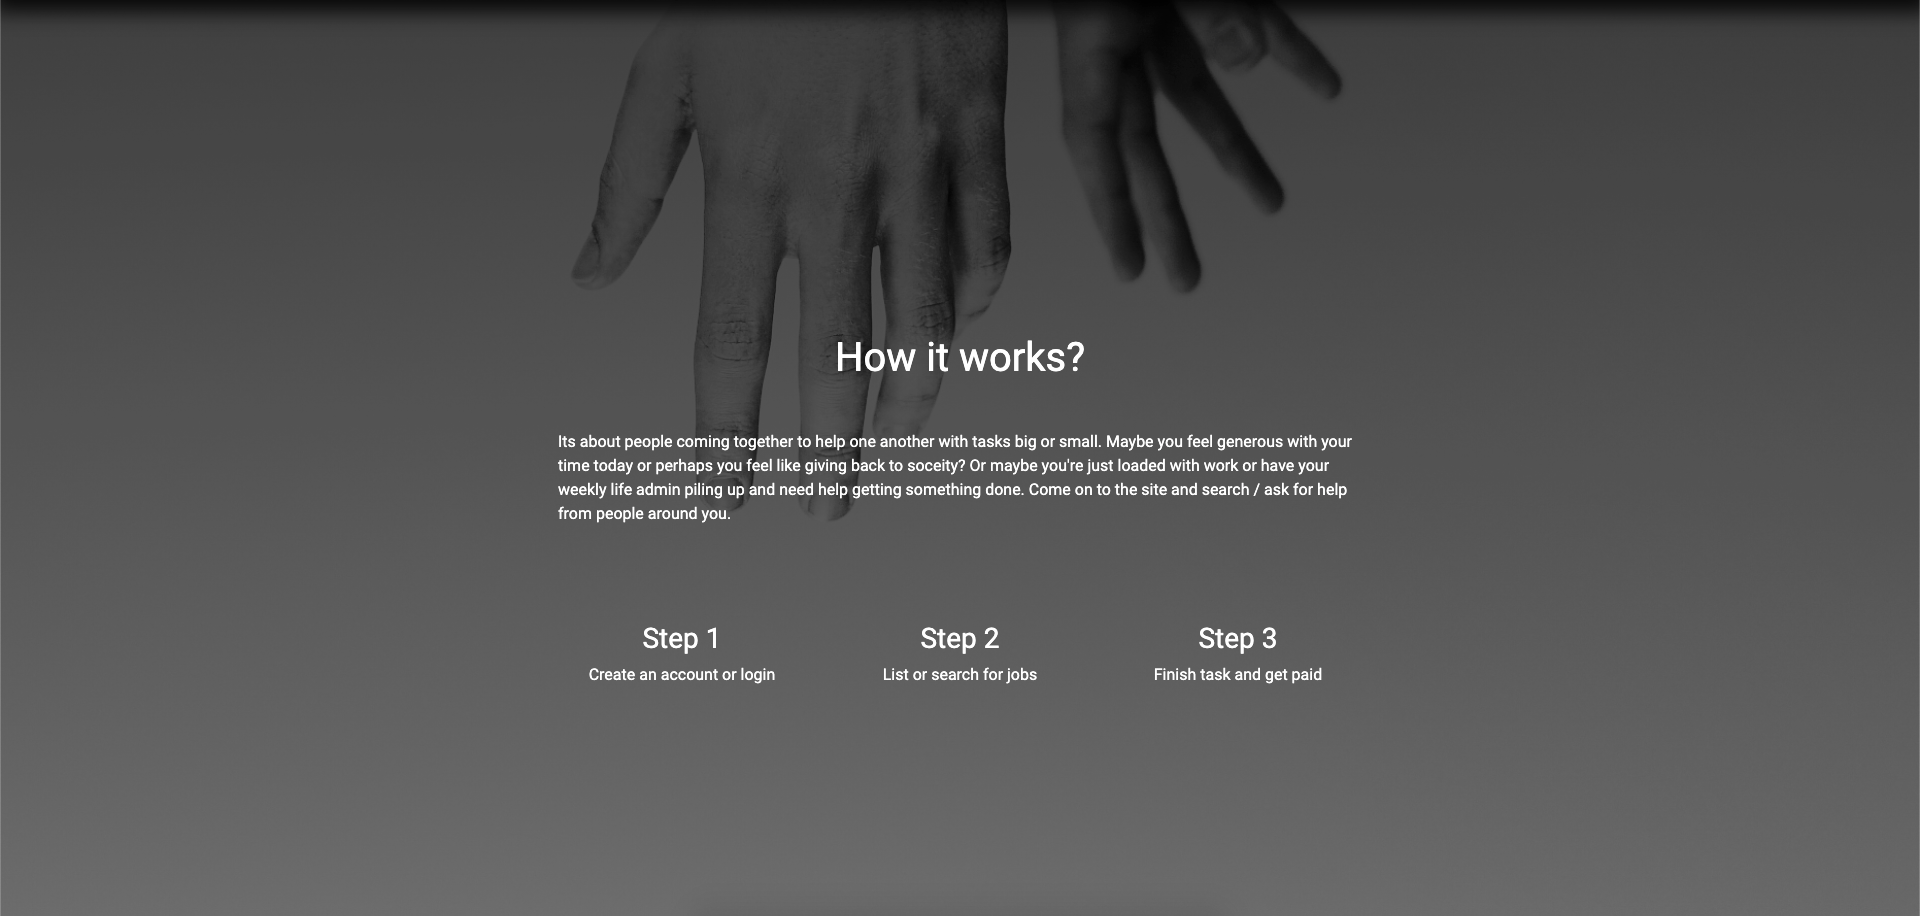 How it works?
Its about people coming together to help one another with tasks big or small. Maybe you feel generous with your
time today or perhaps you feel like giving back to soceity? Or maybe you're just loaded with work or have your
weekly life admin piling up and need help getting something done. Come on to the site and search / ask for help
from people around you.
Step 1
Create an account or login
Step 2
List or search for jobs
Step 3
Finish task and get paid